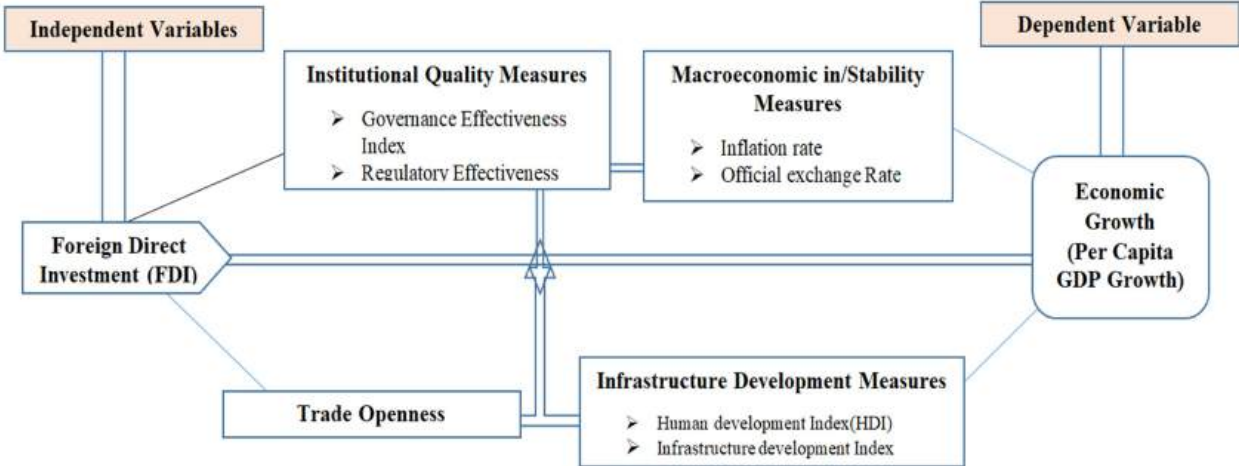 Independent Variables
Dependent Variable
Institutional Quality Measures
➤ Governance Effectiveness
Index
➤ Regulatory Effectiveness
Macroeconomic in/Stability
Measures
➤ Inflation rate
➤ Official exchange Rate
Foreign Direct
Investment (FDI)
Economic
Growth
(Per Capita
GDP Growth)
Trade Openness
Infrastructure Development Measures
➤ Human development Index(HDI)
➤ Infrastructure development Index